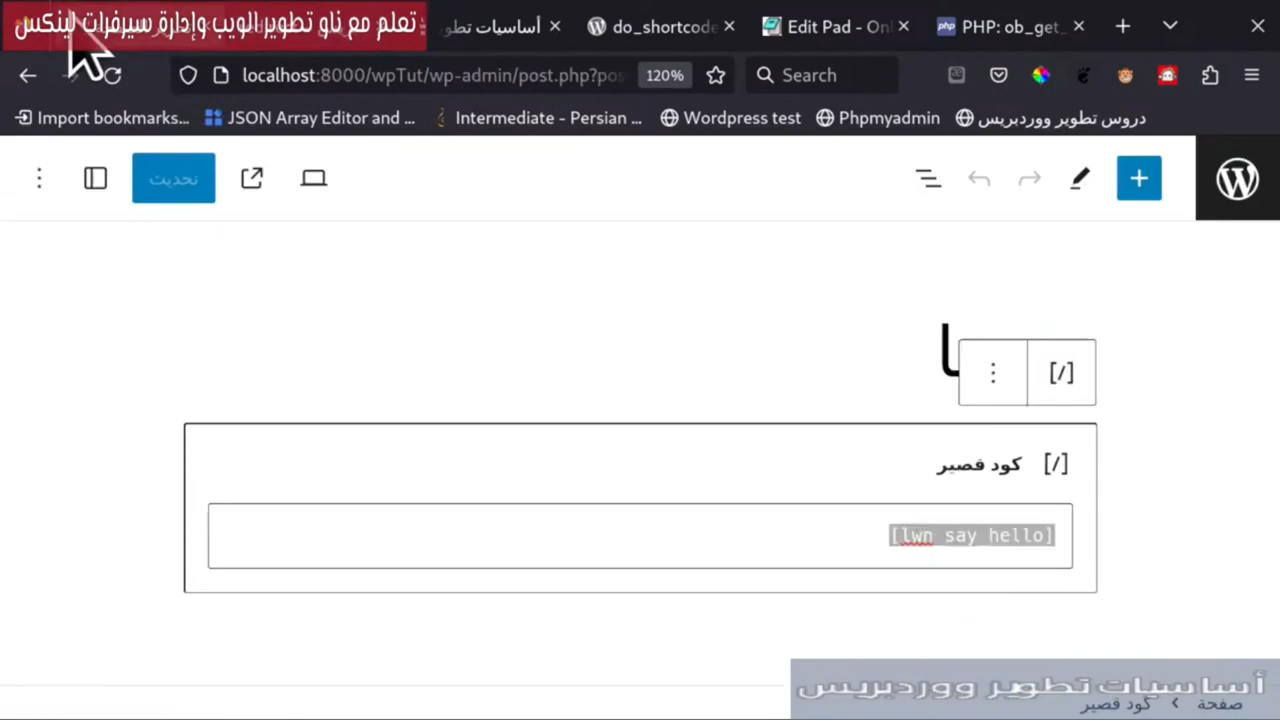 تعلم مع ناو تطوير الويب وإدارة سيرفرات لينكس
أساسيات تطو
do_shortcode
Edit Pad - Onl
PHP: ob_get_
localhost:8000/wpTut/wp-admin/post.php?pos
120%
Search
Import bookmarks...
JSON Array Editor and ...
Intermediate - Persian ...
Wordpress test
Phpmyadmin
دروس تطوير ووردبريس
تحديث
[/]
[/] كود قصير
[lwn say hello]
أساسيات تطوير ووردبريس
صفحة > كود قصير